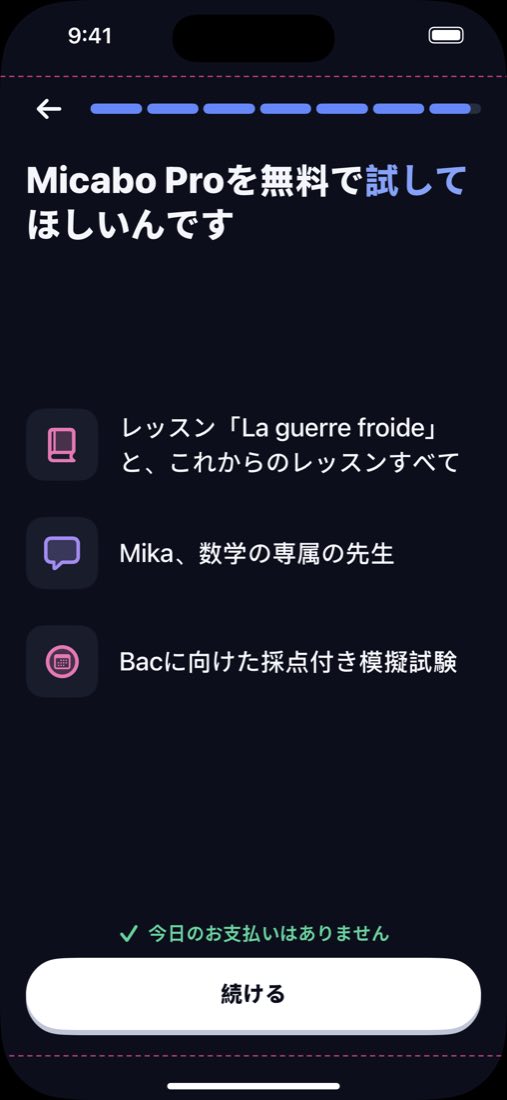 9:41
Micabo Proを無料で試して
ほしいんです
レッスン「La guerre froide」
と、これからのレッスンすべて
Mika、数学の専属の先生
Bacに向けた採点付き模擬試験
今日のお支払いはありません
続ける